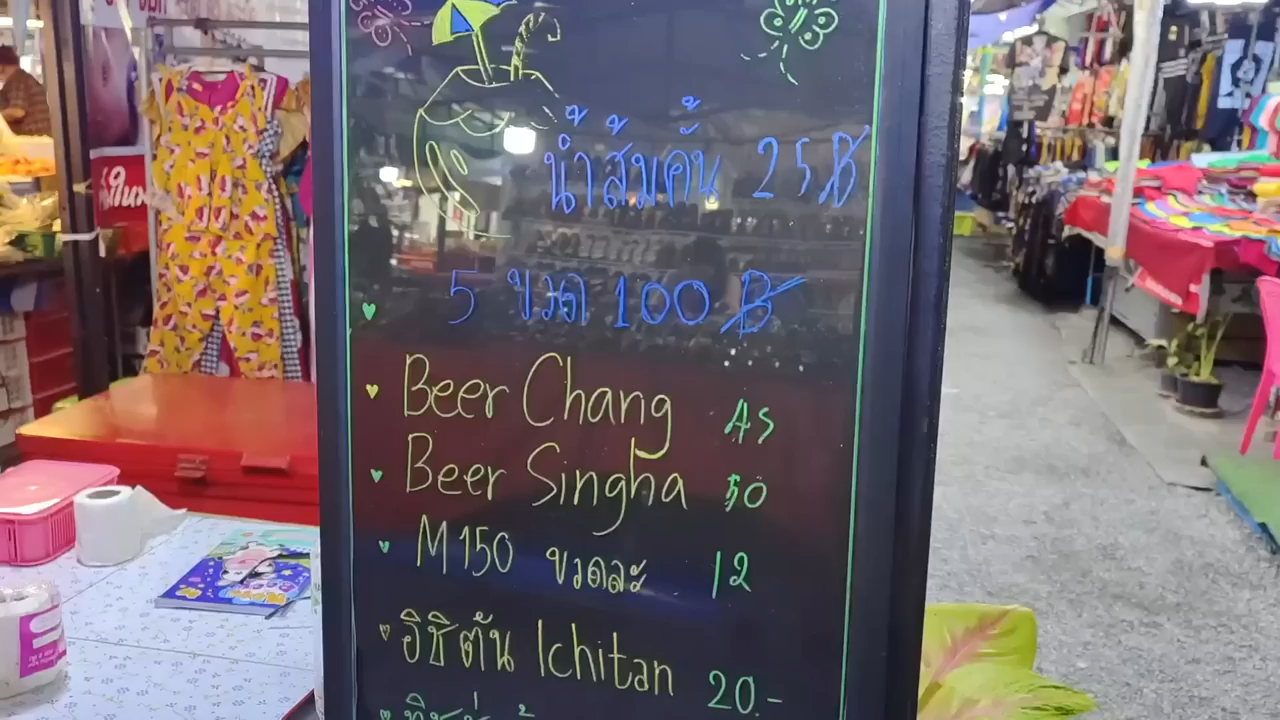 น้ำส้มคั้น 25฿
5 ขวด 100 ฿
Beer Chang 45
Beer Singha 50
M150 ขวดละ 12
อิชิตัน Ichitan 20.-